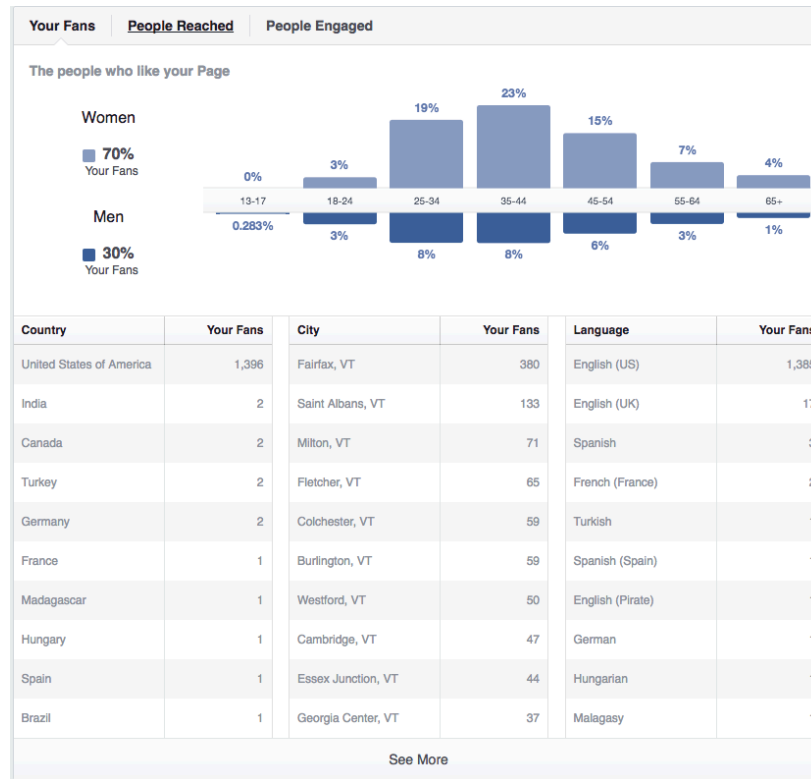 Your Fans People Reached People Engaged
The people who like your Page
Women
70%
Your Fans
Men
30%
Your Fans
0% 3% 19% 23% 15% 7% 4%
13-17 18-24 25-34 35-44 45-54 55-64 65+
0.283% 3% 8% 8% 6% 3% 1%
Country Your Fans City Your Fans Language Your Fans
United States of America 1,396 Fairfax, VT 380 English (US) 1,385
India 2 Saint Albans, VT 133 English (UK) 17
Canada 2 Milton, VT 71 Spanish
Turkey 2 Fletcher, VT 65 French (France)
Germany 2 Colchester, VT 59 Turkish
France 1 Burlington, VT 59 Spanish (Spain)
Madagascar 1 Westford, VT 50 English (Pirate)
Hungary 1 Cambridge, VT 47 German
Spain 1 Essex Junction, VT 44 Hungarian
Brazil 1 Georgia Center, VT 37 Malagasy
See More